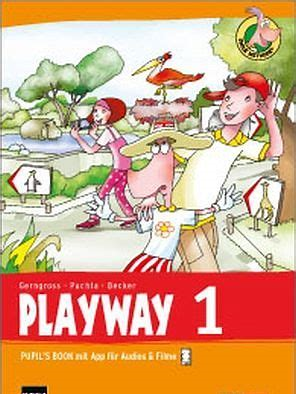 Gerngross · Puchta · Becker
PLAYWAY 1
PUPIL'S BOOK mit App für Audios & Filme